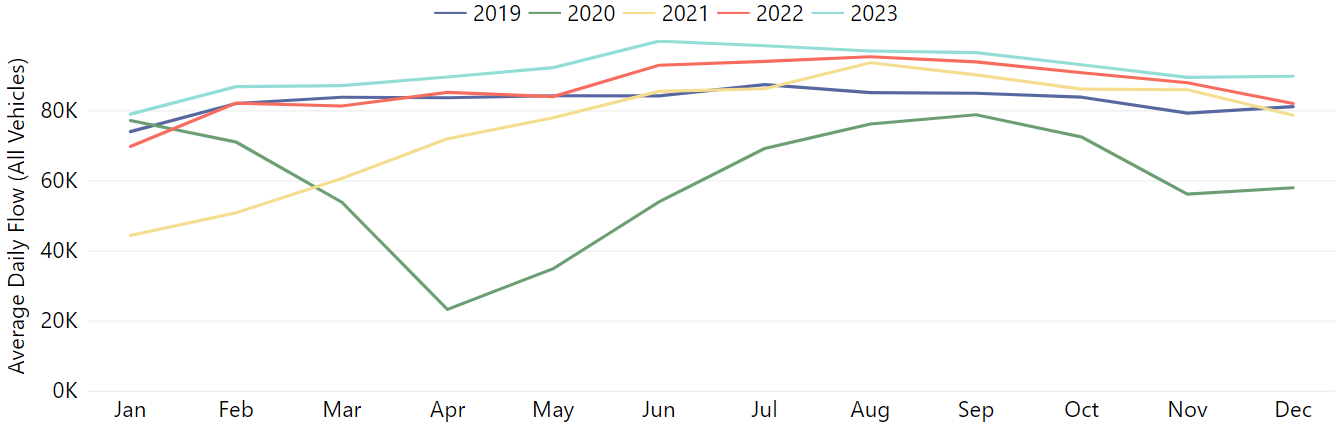 2019 2020 2021 2022 2023
Average Daily Flow (All Vehicles)
80K
60K
40K
20K
0K
Jan Feb Mar Apr May Jun Jul Aug Sep Oct Nov Dec